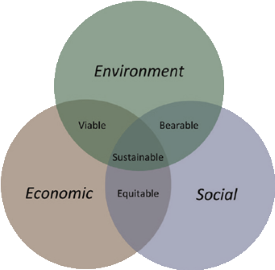 Environment
Viable
Bearable
Sustainable
Economic
Equitable
Social